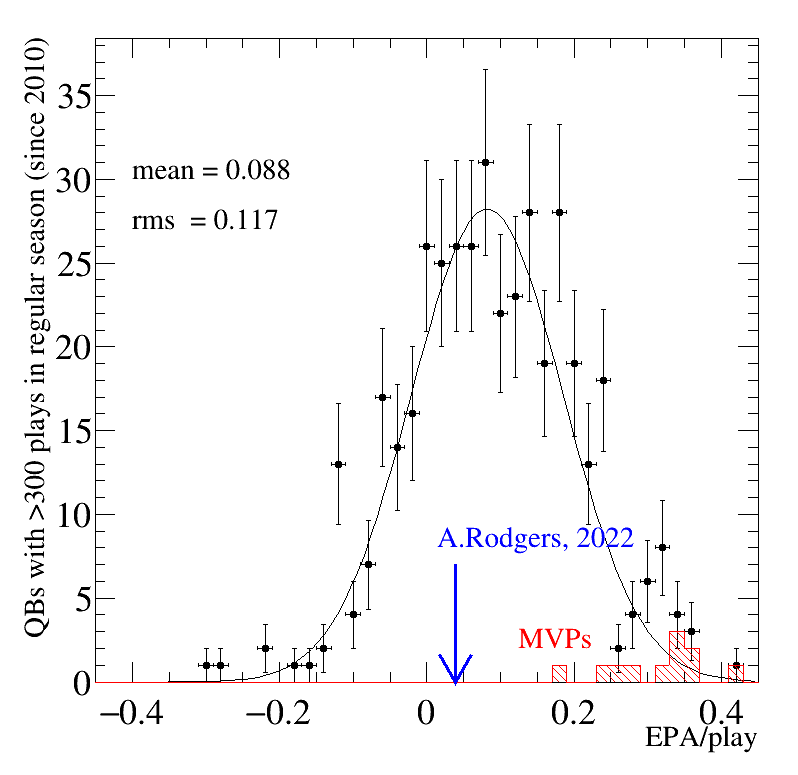 QBs with >300 plays in regular season (since 2010)
35
30
25
20
15
10
5
0
mean = 0.088
rms = 0.117
A.Rodgers, 2022
MVPs
−0.4
−0.2
0
0.2
0.4
EPA/play